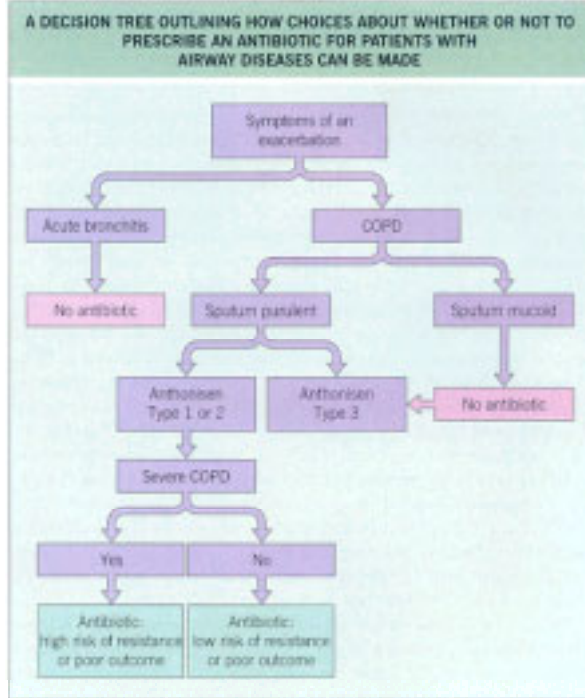 A DECISION TREE OUTLINING HOW CHOICES ABOUT WHETHER OR NOT TO
PRESCRIBE AN ANTIBIOTIC FOR PATIENTS WITH
AIRWAY DISEASES CAN BE MADE
Symptoms of an
exacerbation
Acute bronchitis
COPD
No antibiotic
Sputum purulent
Sputum mucoid
Anthonisen
Type 1 or 2
Anthonisen
Type 3
No antibiotic
Severe COPD
Yes
No
Antibiotic:
high risk of resistance
or poor outcome
Antibiotic:
low risk of resistance
or poor outcome